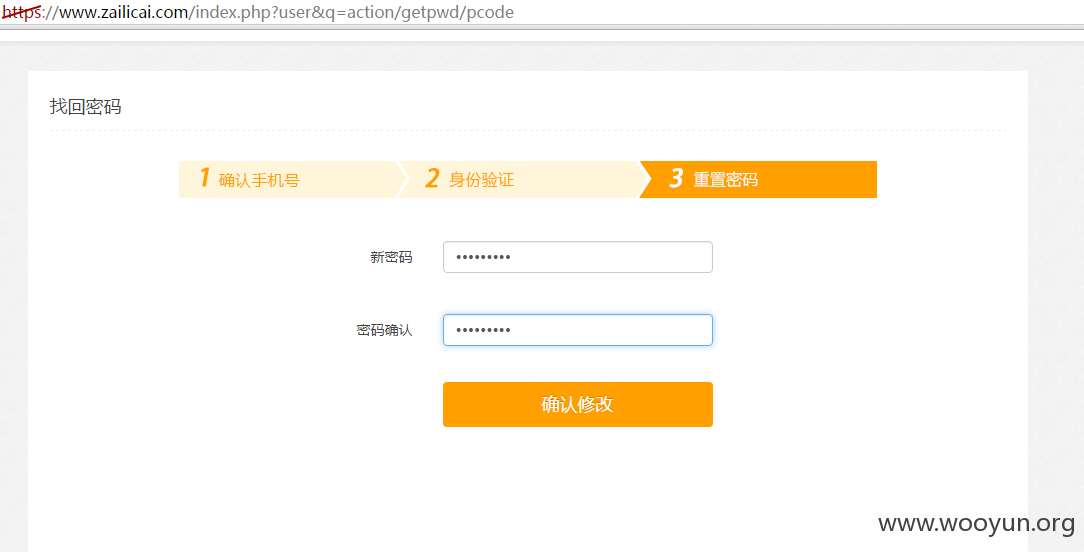 https://www.zailicai.com/index.php?user&q=action/getpwd/pcode
找回密码
1 确认手机号 2 身份验证 3 重置密码
新密码 •••••••••
密码确认 •••••••••
确认修改
www.wooyun.org